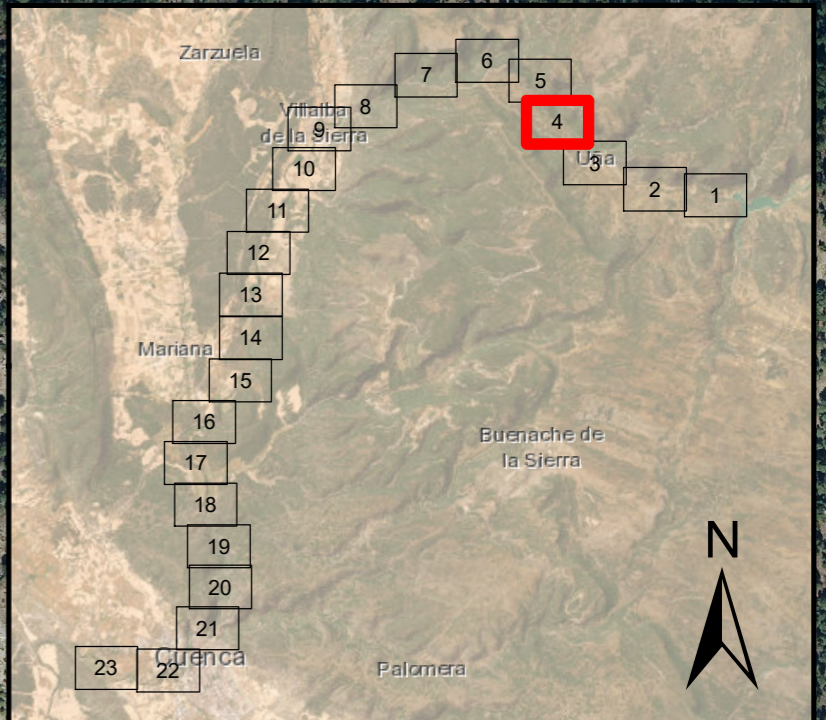 Zarzuela
6
7
5
8
Villalba
de la Sierra
9
4
Uña
3
10
2
1
11
12
13
14
Mariana
15
16
Buenache de
la Sierra
17
18
N
19
20
21
Cuenca
23
22
Palomera